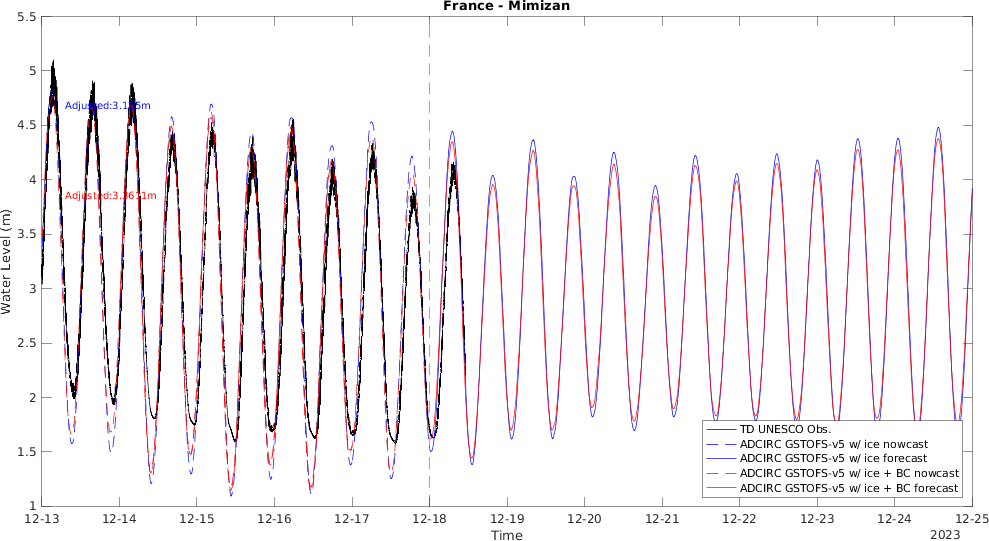 France - Mimizan
5.5
5
4.5
4
3.5
3
2.5
2
1.5
1
Water Level (m)
Adjusted:3.1
5m
Adjusted:3.
6
1m
12-13
12-14
12-15
12-16
12-17
12-18
12-19
12-20
12-21
12-22
12-23
12-24
12-25
Time
2023
TD UNESCO Obs.
ADCIRC GSTOFS-v5 w/ ice nowcast
ADCIRC GSTOFS-v5 w/ ice forecast
ADCIRC GSTOFS-v5 w/ ice + BC nowcast
ADCIRC GSTOFS-v5 w/ ice + BC forecast